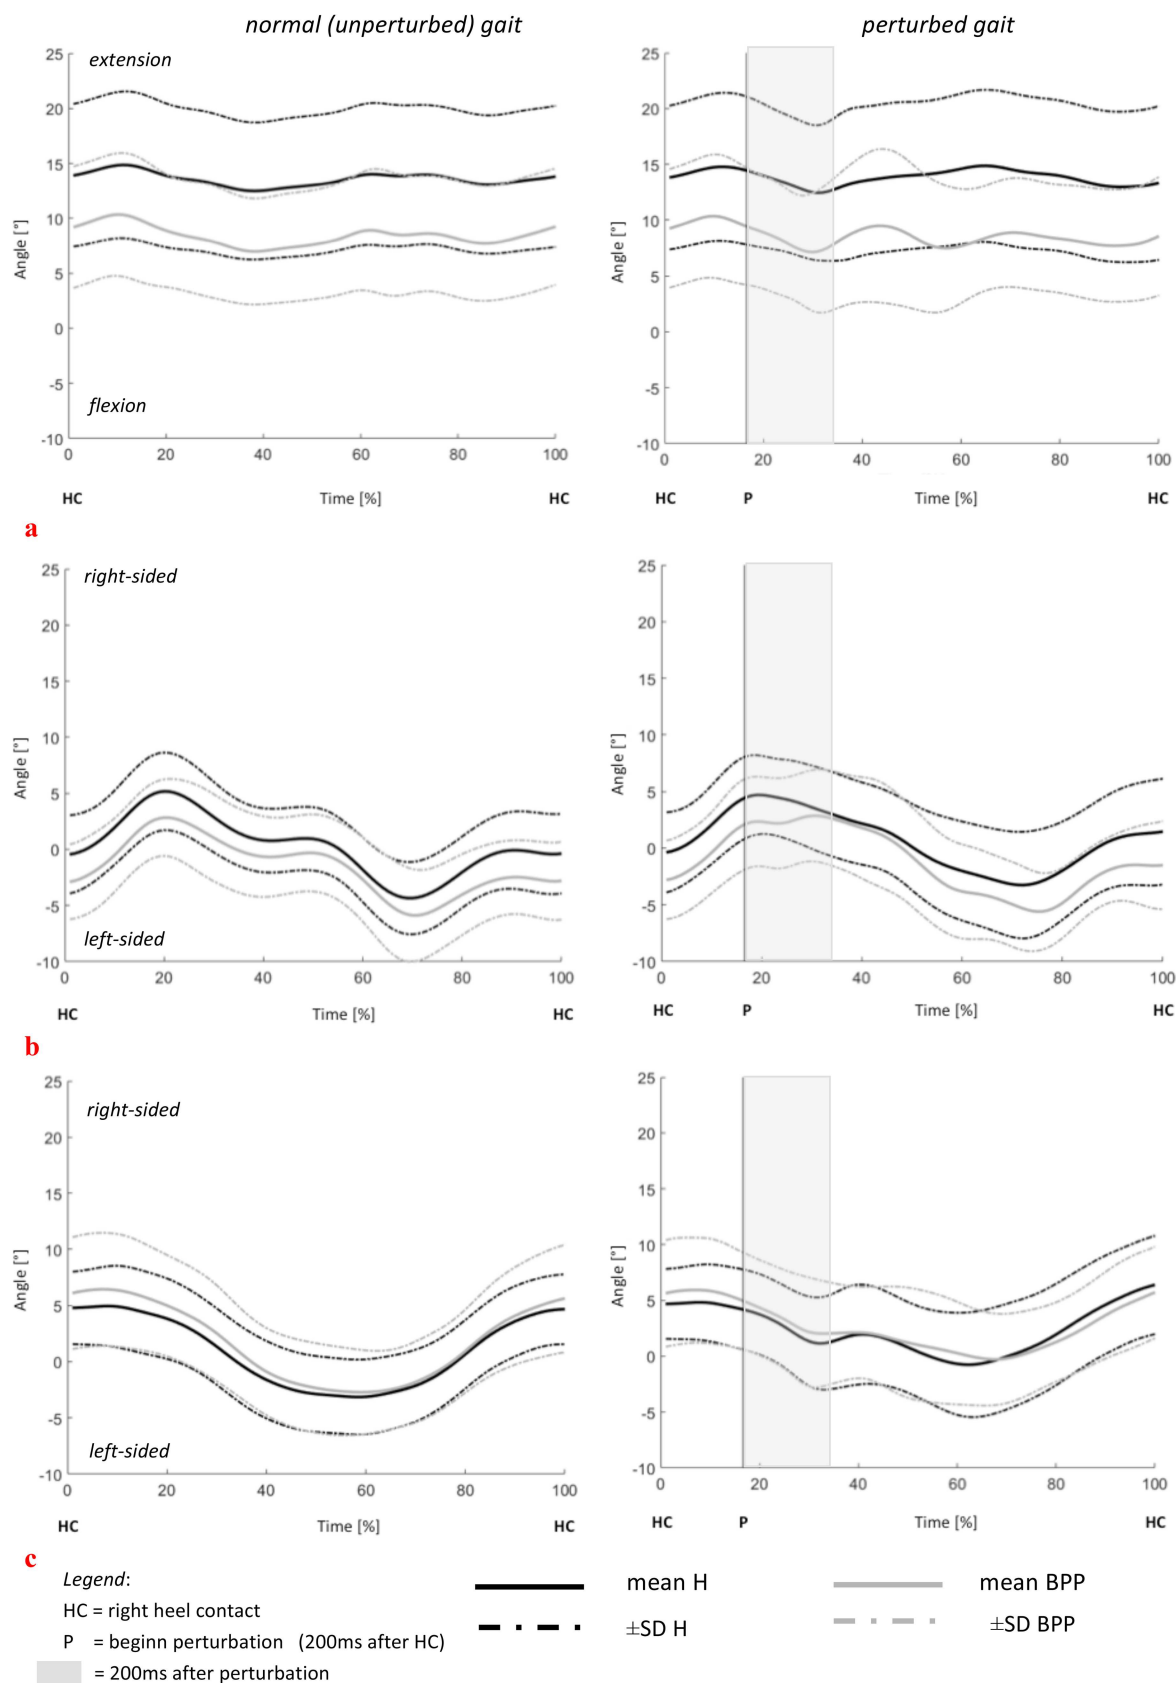 normal (unperturbed) gait
perturbed gait
25
extension
20
15
10
5
0
-5
flexion
-10
0 20 40 60 80 100
HC Time [%] HC
Angle [°]
25
20
15
10
5
0
-5
-10
0 20 40 60 80 100
HC P Time [%] HC
Angle [°]
a
25
right-sided
20
15
10
5
0
-5
left-sided
-10
0 20 40 60 80 100
HC Time [%] HC
Angle [°]
25
20
15
10
5
0
-5
-10
0 20 40 60 80 100
HC P Time [%] HC
Angle [°]
b
25
right-sided
20
15
10
5
0
-5
left-sided
-10
0 20 40 60 80 100
HC Time [%] HC
Angle [°]
25
20
15
10
5
0
-5
-10
0 20 40 60 80 100
HC P Time [%] HC
Angle [°]
c
Legend:
HC = right heel contact
P = beginn perturbation (200ms after HC)
= 200ms after perturbation
mean H
±SD H
mean BPP
±SD BPP